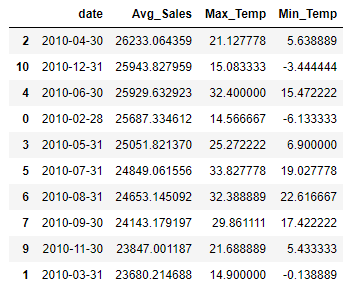 date Avg_Sales Max_Temp Min_Temp
2 2010-04-30 26233.064359 21.127778 5.638889
10 2010-12-31 25943.827959 15.083333 -3.444444
4 2010-06-30 25929.632923 32.400000 15.472222
0 2010-02-28 25687.334612 14.566667 -6.133333
3 2010-05-31 25051.821370 25.272222 6.900000
5 2010-07-31 24849.061556 33.827778 19.027778
6 2010-08-31 24653.145092 32.388889 22.616667
7 2010-09-30 24143.179197 29.861111 17.422222
9 2010-11-30 23847.001187 21.688889 5.433333
1 2010-03-31 23680.214688 14.900000 -0.138889